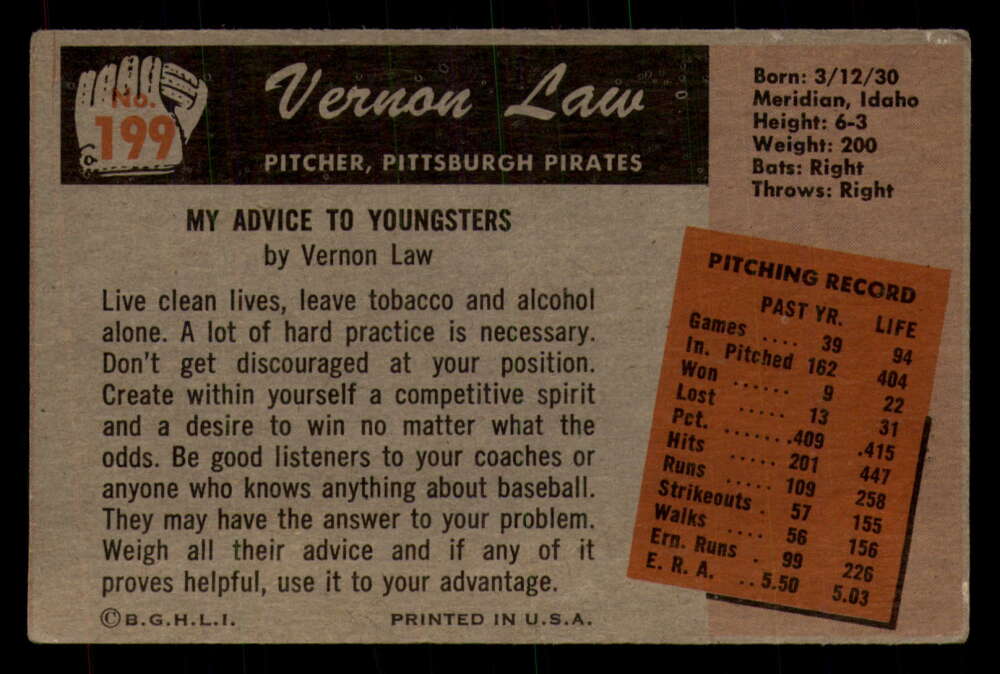 No.
199
Vernon Law
PITCHER, PITTSBURGH PIRATES
Born: 3/12/30
Meridian, Idaho
Height: 6-3
Weight: 200
Bats: Right
Throws: Right
MY ADVICE TO YOUNGSTERS
by Vernon Law
Live clean lives, leave tobacco and alcohol
alone. A lot of hard practice is necessary.
Don't get discouraged at your position.
Create within yourself a competitive spirit
and a desire to win no matter what the
odds. Be good listeners to your coaches or
anyone who knows anything about baseball.
They may have the answer to your problem.
Weigh all their advice and if any of it
proves helpful, use it to your advantage.
©B.G.H.L.I. PRINTED IN U.S.A.
PITCHING RECORD
PAST YR. LIFE
Games .... 39 94
In. Pitched 162 404
Won ...... 9 22
Lost ..... 13 31
Pct. ....... .409 .415
Hits ..... 201 447
Runs ..... 109 258
Strikeouts . 57 155
Walks .... 56 156
Ern. Runs . 99 226
E. R. A. .. 5.50 5.03